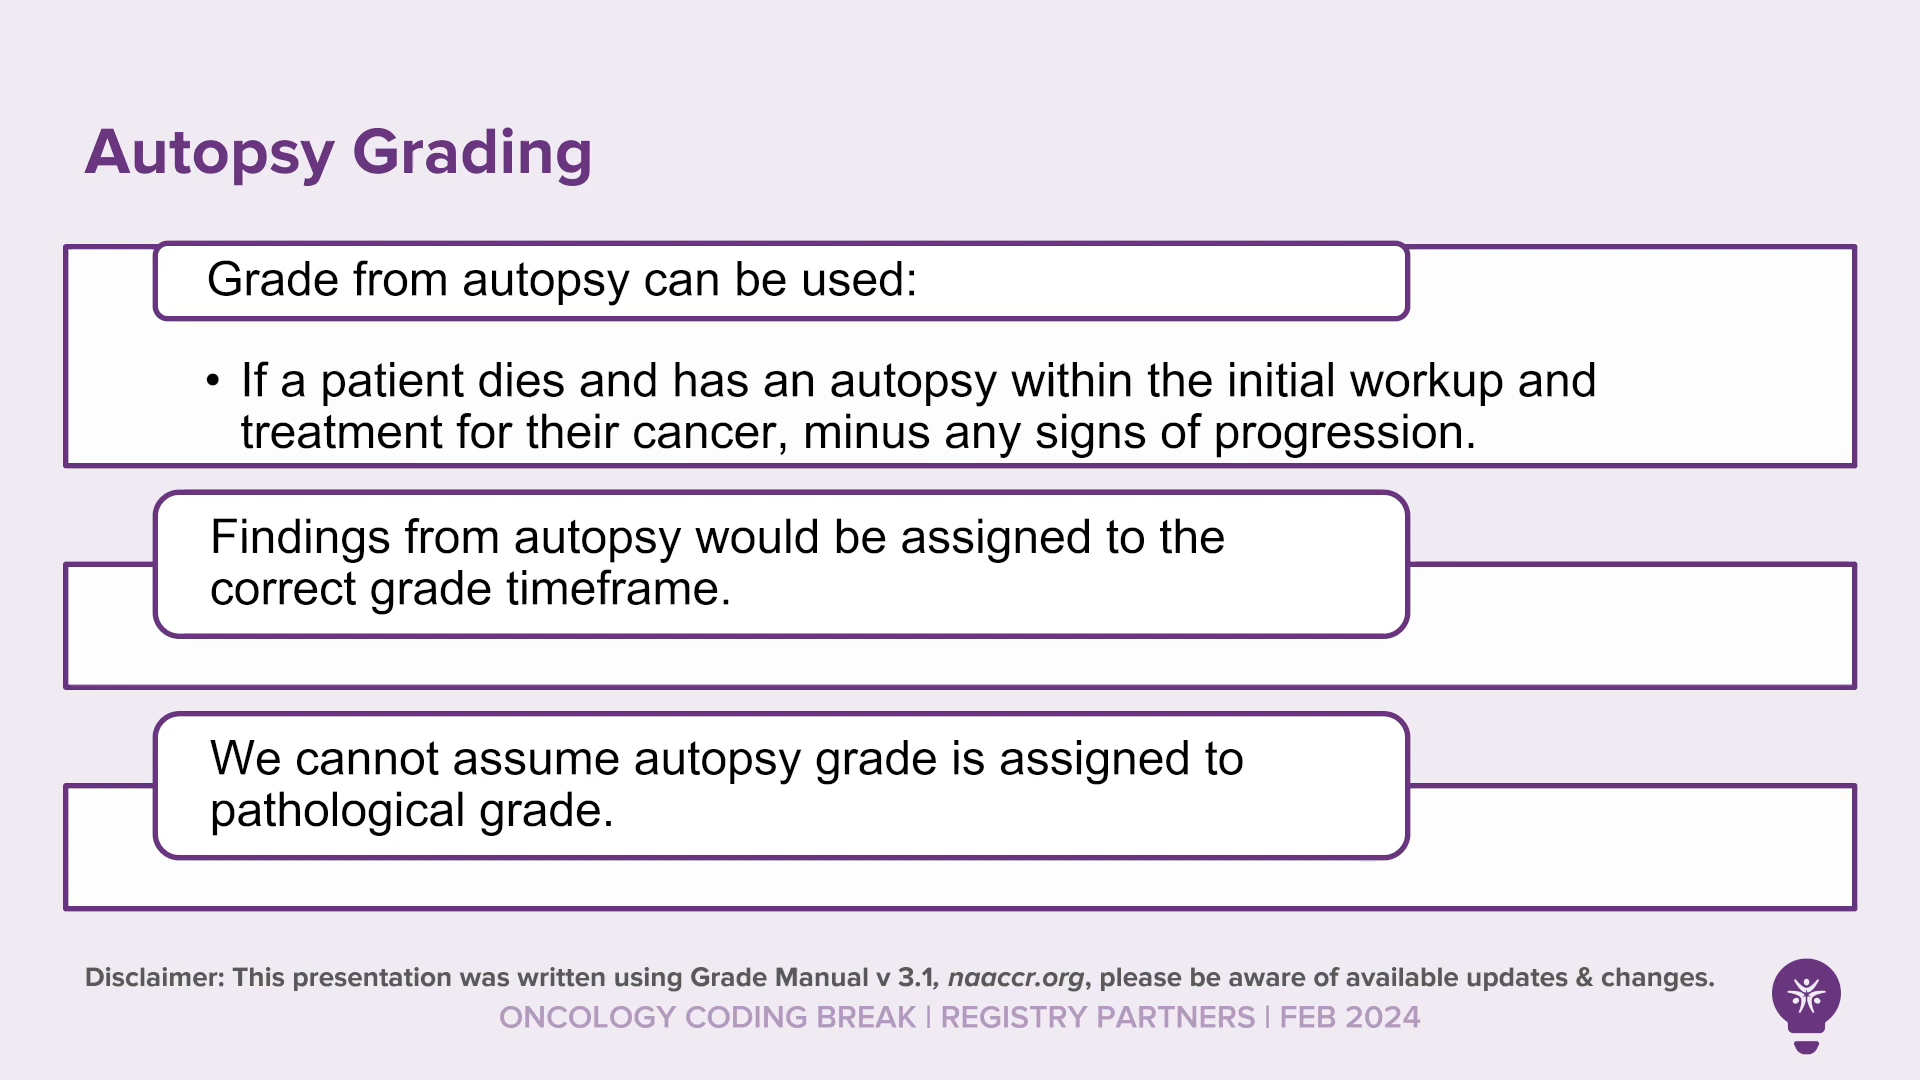 Autopsy Grading
Grade from autopsy can be used:
• If a patient dies and has an autopsy within the initial workup and
treatment for their cancer, minus any signs of progression.
Findings from autopsy would be assigned to the
correct grade timeframe.
We cannot assume autopsy grade is assigned to
pathological grade.
Disclaimer: This presentation was written using Grade Manual v 3.1, naaccr.org, please be aware of available updates & changes.
ONCOLOGY CODING BREAK | REGISTRY PARTNERS | FEB 2024